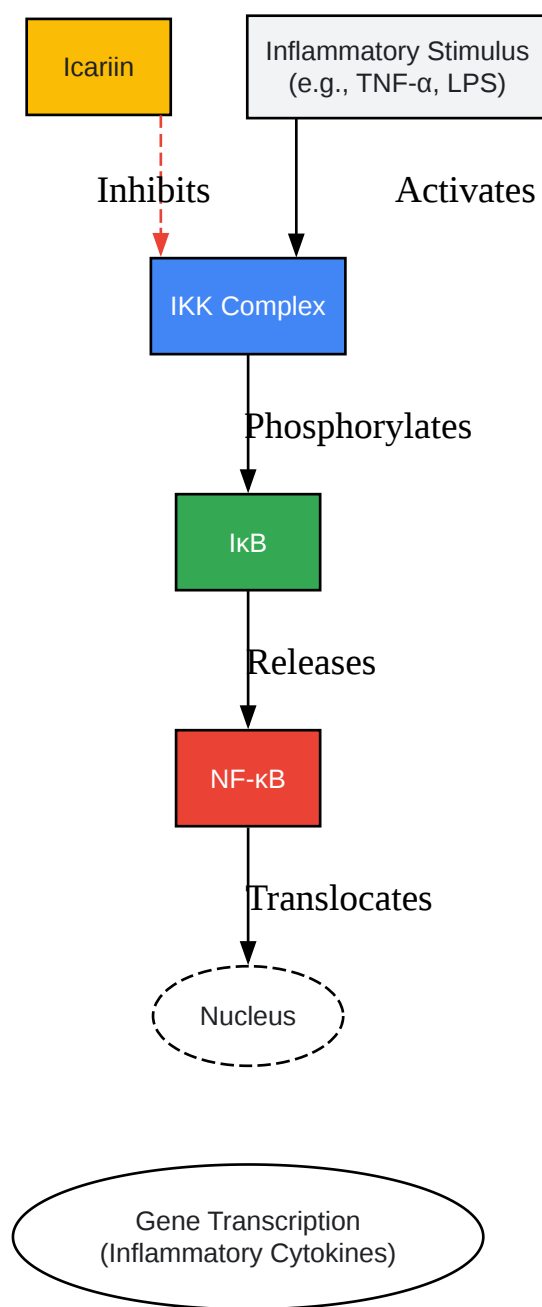 Icariin
Inflammatory Stimulus
(e.g., TNF-α, LPS)
Inhibits
Activates
IKK Complex
Phosphorylates
IκB
Releases
NF-κB
Translocates
Nucleus
Gene Transcription
(Inflammatory Cytokines)